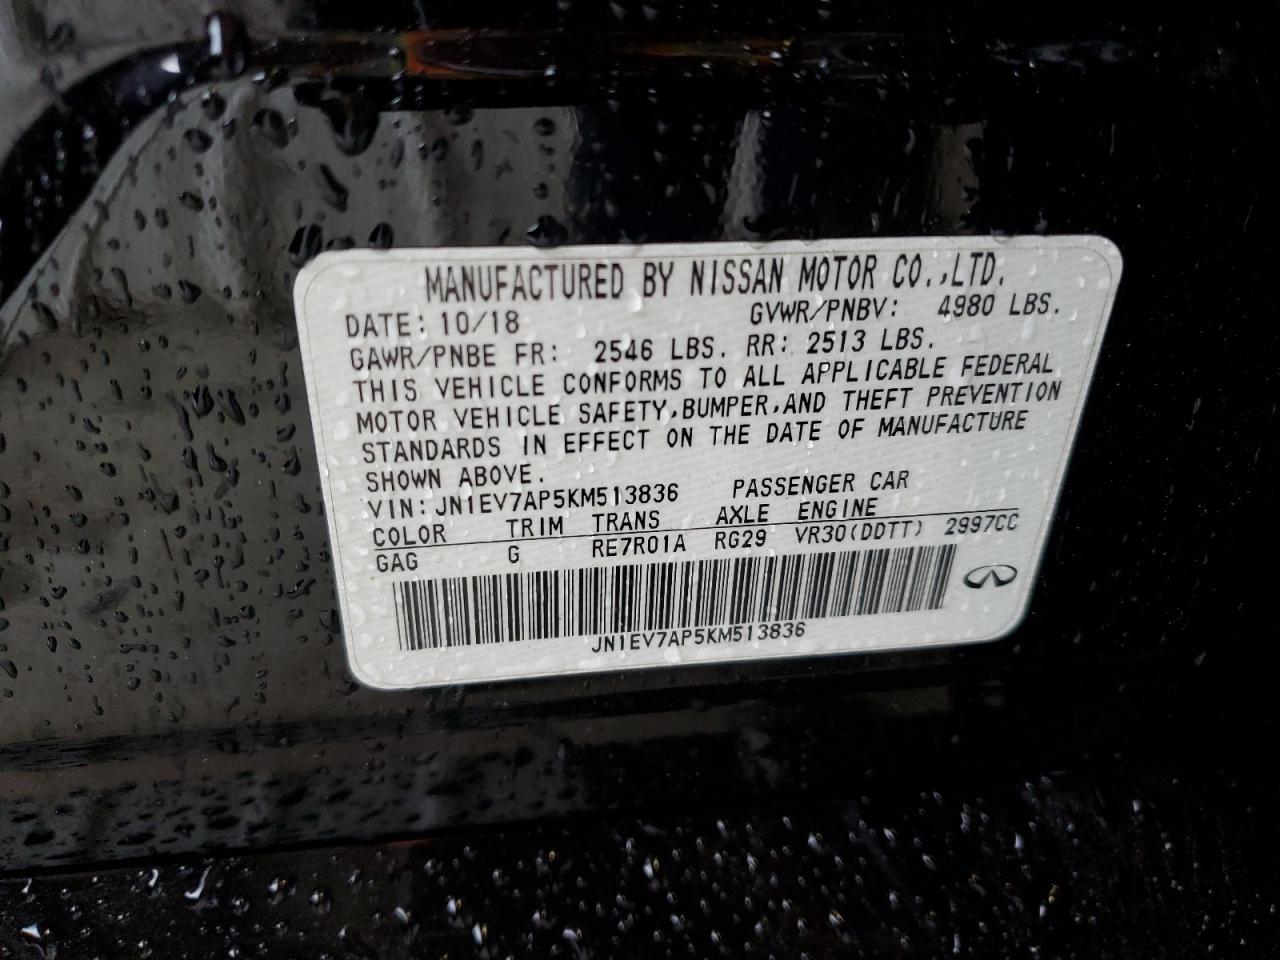 MANUFACTURED BY NISSAN MOTOR CO.,LTD.
DATE: 10/18 GVWR/PNBV: 4980 LBS.
GAWR/PNBE FR: 2546 LBS. RR: 2513 LBS.
THIS VEHICLE CONFORMS TO ALL APPLICABLE FEDERAL
MOTOR VEHICLE SAFETY,BUMPER,AND THEFT PREVENTION
STANDARDS IN EFFECT ON THE DATE OF MANUFACTURE
SHOWN ABOVE.
VIN: JN1EV7AP5KM513836 PASSENGER CAR
COLOR TRIM TRANS AXLE ENGINE
GAG G RE7R01A RG29 VR30(DDTT) 2997CC
JN1EV7AP5KM513836